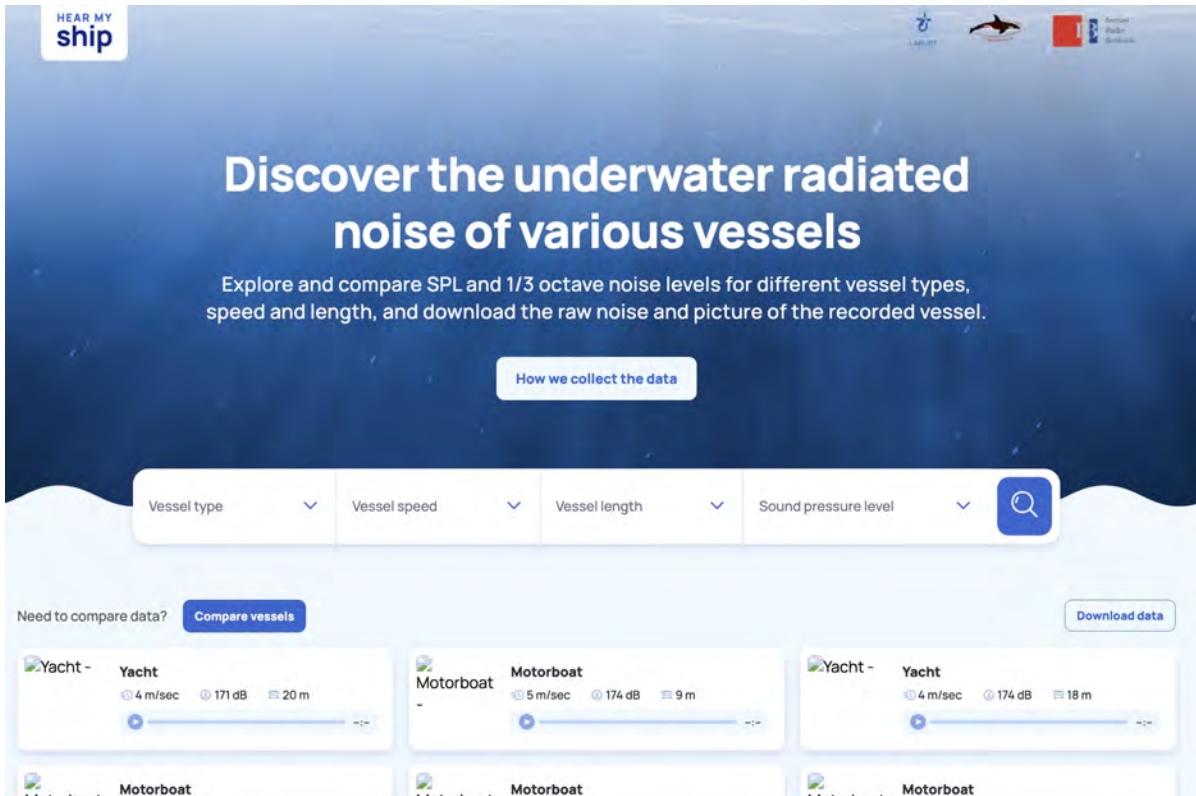 HEAR MY
ship
Discover the underwater radiated
noise of various vessels
Explore and compare SPL and 1/3 octave noise levels for different vessel types,
speed and length, and download the raw noise and picture of the recorded vessel.
How we collect the data
Vessel type
Vessel speed
Vessel length
Sound pressure level
Need to compare data?
Compare vessels
Download data
Yacht -
Yacht
4 m/sec 171 dB 20 m
--:--
Motorboat
-
Motorboat
5 m/sec 174 dB 9 m
--:--
Yacht -
Yacht
4 m/sec 174 dB 18 m
--:--
Motorboat
Motorboat
Motorboat